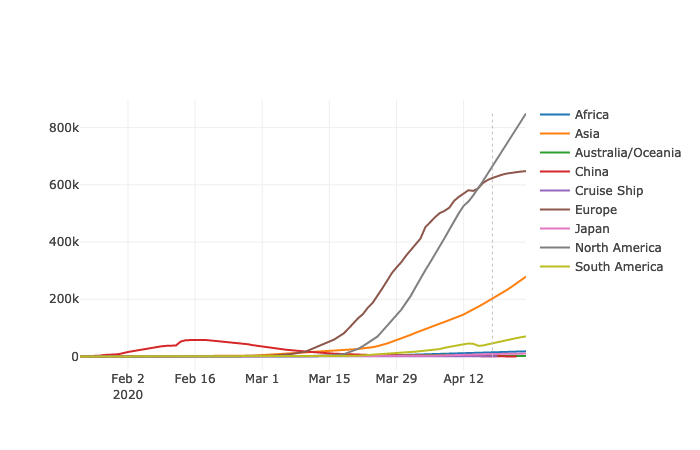 800k
600k
400k
200k
0
Feb 2
2020
Feb 16
Mar 1
Mar 15
Mar 29
Apr 12
Africa
Asia
Australia/Oceania
China
Cruise Ship
Europe
Japan
North America
South America